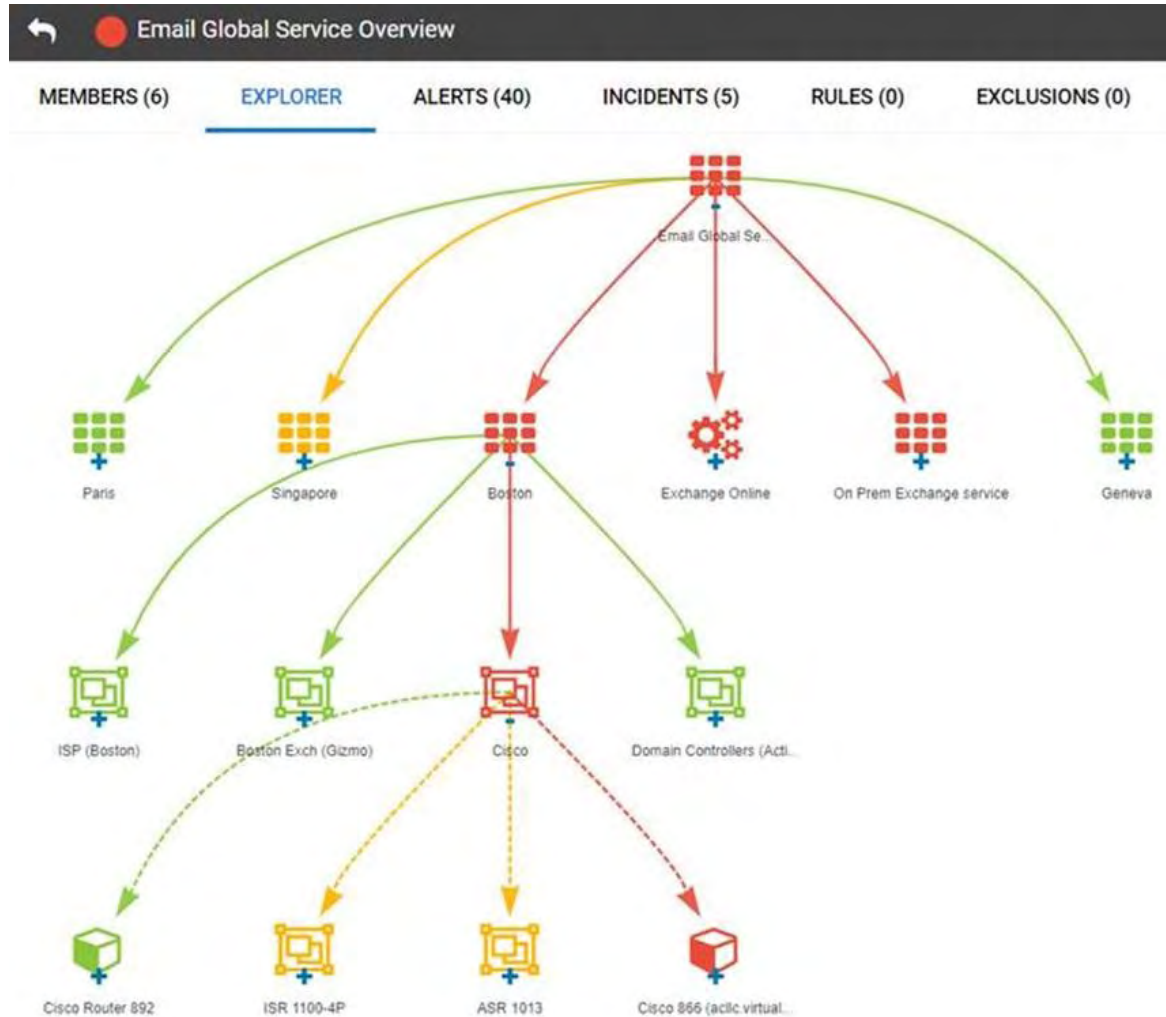 Email Global Service Overview
MEMBERS (6) EXPLORER ALERTS (40) INCIDENTS (5) RULES (0) EXCLUSIONS (0)
Email Global Se...
Paris Singapore Boston Exchange Online On Prem Exchange service Geneva
ISP (Boston) Boston Exch (Gizmo) Cisco Domain Controllers (Acti...
Cisco Router 892 ISR 1100-4P ASR 1013 Cisco 866 (acllc.virtual...